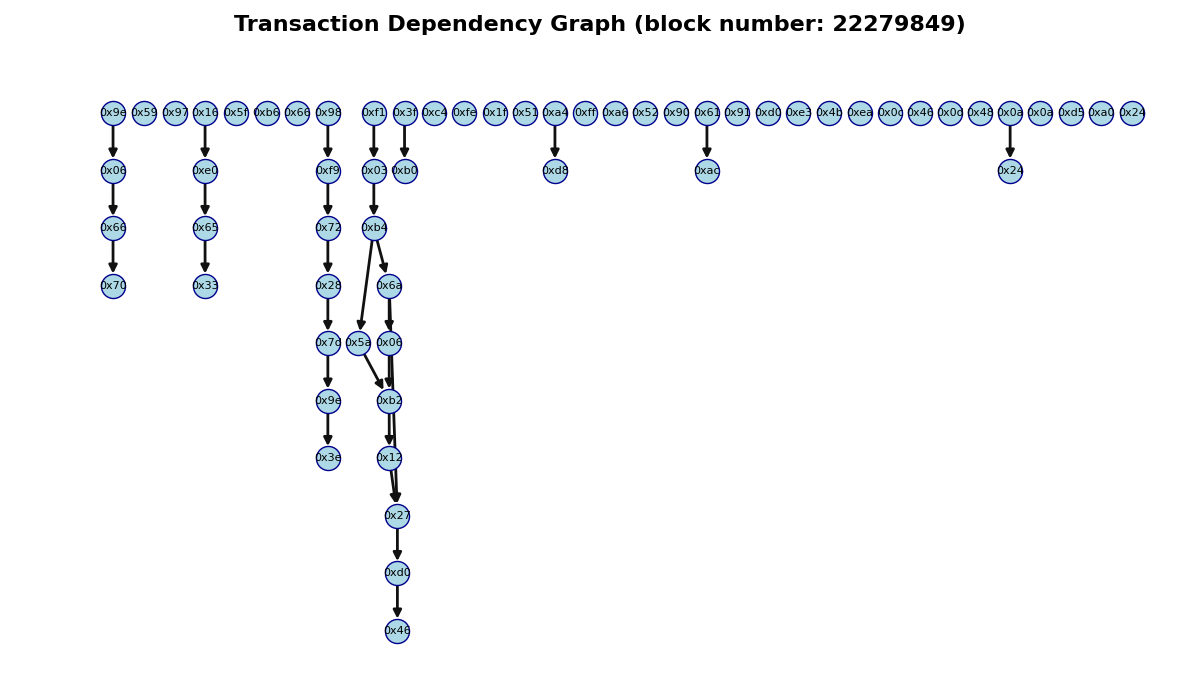 Transaction Dependency Graph (block number: 22279849)
0x9e 0x59 0x97 0x16 0x5f 0xb6 0x66 0x98 0xf1 0x3f 0xc4 0xfe 0x1f 0x51 0xa4 0xff 0xa6 0x52 0x90 0x61 0x91 0xd0 0xe3 0x4b 0xea 0x0c 0x46 0x0d 0x48 0x0a 0x0a 0xd5 0xa0 0x24
0x06 0xe0 0xf9 0x03 0xb0 0xd8 0xac 0x24
0x66 0x65 0x72 0xb4
0x70 0x33 0x28 0x6a
0x7d 0x5a 0x06
0x9e 0xb2
0x3e 0x12
0x27
0xd0
0x46